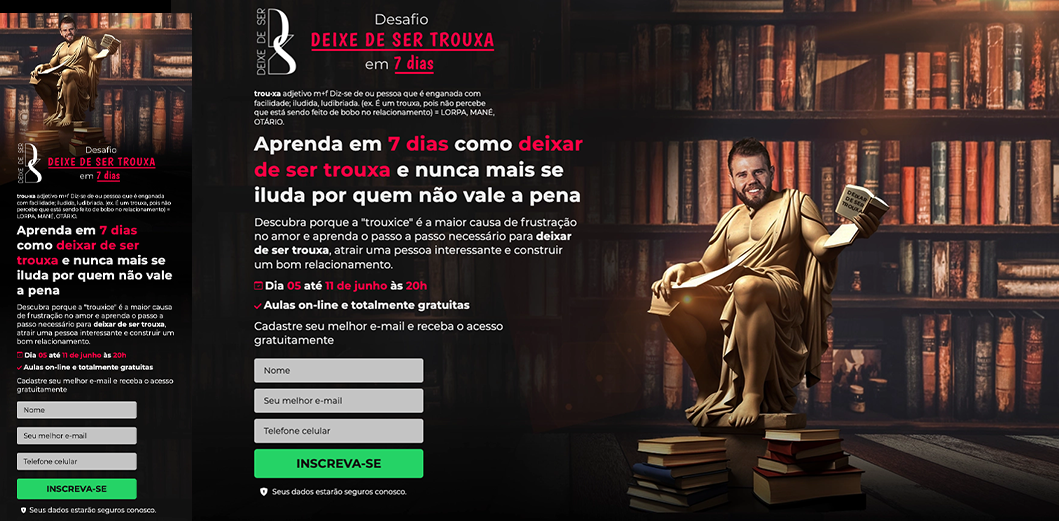 DEIXE DE SER
Desafio
DEIXE DE SER TROUXA
em 7 dias
trou·xa adjetivo m+f Diz-se de ou pessoa que é enganada
com facilidade; iludida, ludibriada. (ex. É um trouxa, pois não
percebe que está sendo feito de bobo no relacionamento) =
LORPA, MANÉ, OTÁRIO.
Aprenda em 7 dias
como deixar de ser
trouxa e nunca mais se
iluda por quem não vale
a pena
Descubra porque a "trouxice" é a maior causa
de frustração no amor e aprenda o passo a
passo necessário para deixar de ser trouxa,
atrair uma pessoa interessante e construir um
bom relacionamento.
Dia 05 até 11 de junho às 20h
Aulas on-line e totalmente gratuitas
Cadastre seu melhor e-mail e receba o acesso
gratuitamente
Nome
Seu melhor e-mail
Telefone celular
INSCREVA-SE
Seus dados estarão seguros conosco.
DEIXE DE SER
DS
Desafio
DEIXE DE SER TROUXA
em 7 dias
trou·xa adjetivo m+f Diz-se de ou pessoa que é enganada com
facilidade; iludida, ludibriada. (ex. É um trouxa, pois não percebe
que está sendo feito de bobo no relacionamento) = LORPA, MANÉ,
OTÁRIO.
Aprenda em 7 dias como deixar
de ser trouxa e nunca mais se
iluda por quem não vale a pena
Descubra porque a "trouxice" é a maior causa de frustração
no amor e aprenda o passo a passo necessário para deixar
de ser trouxa, atrair uma pessoa interessante e construir
um bom relacionamento.
Dia 05 até 11 de junho às 20h
Aulas on-line e totalmente gratuitas
Cadastre seu melhor e-mail e receba o acesso
gratuitamente
Nome
Seu melhor e-mail
Telefone celular
INSCREVA-SE
Seus dados estarão seguros conosco.
DEIXAR
DE SER
TROUXA